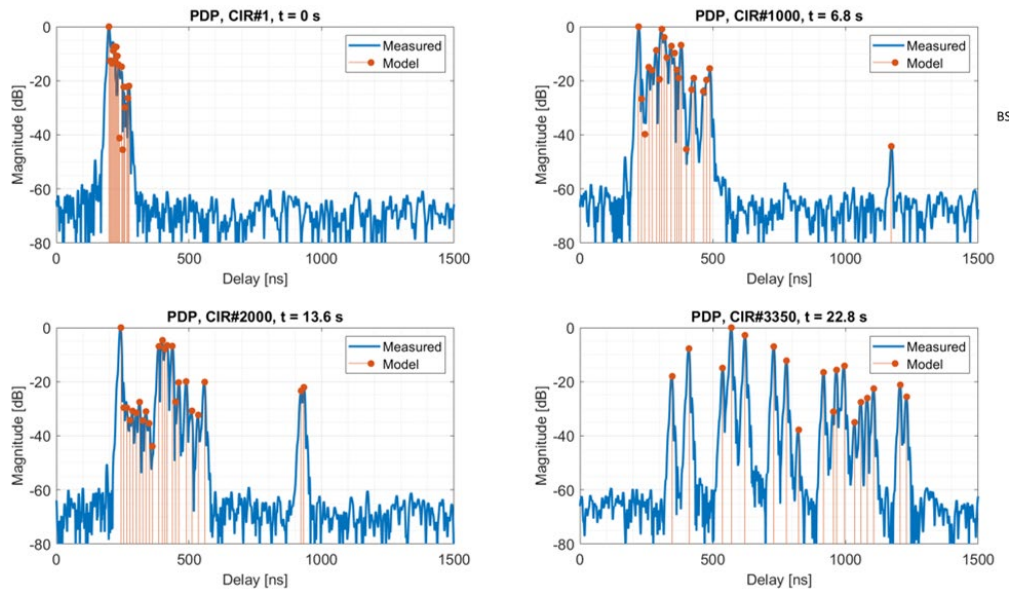 PDP, CIR#1, t = 0 s
0
-20
-40
-60
-80
Magnitude [dB]
Measured
Model
0 500 1000 1500
Delay [ns]
PDP, CIR#1000, t = 6.8 s
0
-20
-40
-60
-80
Magnitude [dB]
Measured
Model
0 500 1000 1500
Delay [ns]
BS
PDP, CIR#2000, t = 13.6 s
0
-20
-40
-60
-80
Magnitude [dB]
Measured
Model
0 500 1000 1500
Delay [ns]
PDP, CIR#3350, t = 22.8 s
0
-20
-40
-60
-80
Magnitude [dB]
Measured
Model
0 500 1000 1500
Delay [ns]